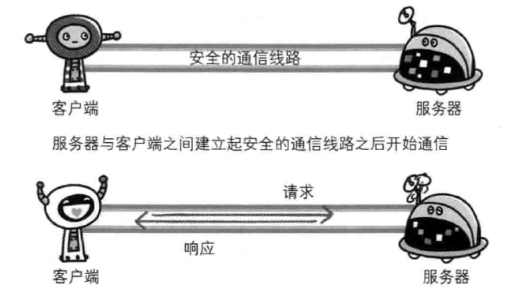 安全的通信线路
客户端
服务器
服务器与客户端之间建立起安全的通信线路之后开始通信
请求
响应
客户端
服务器